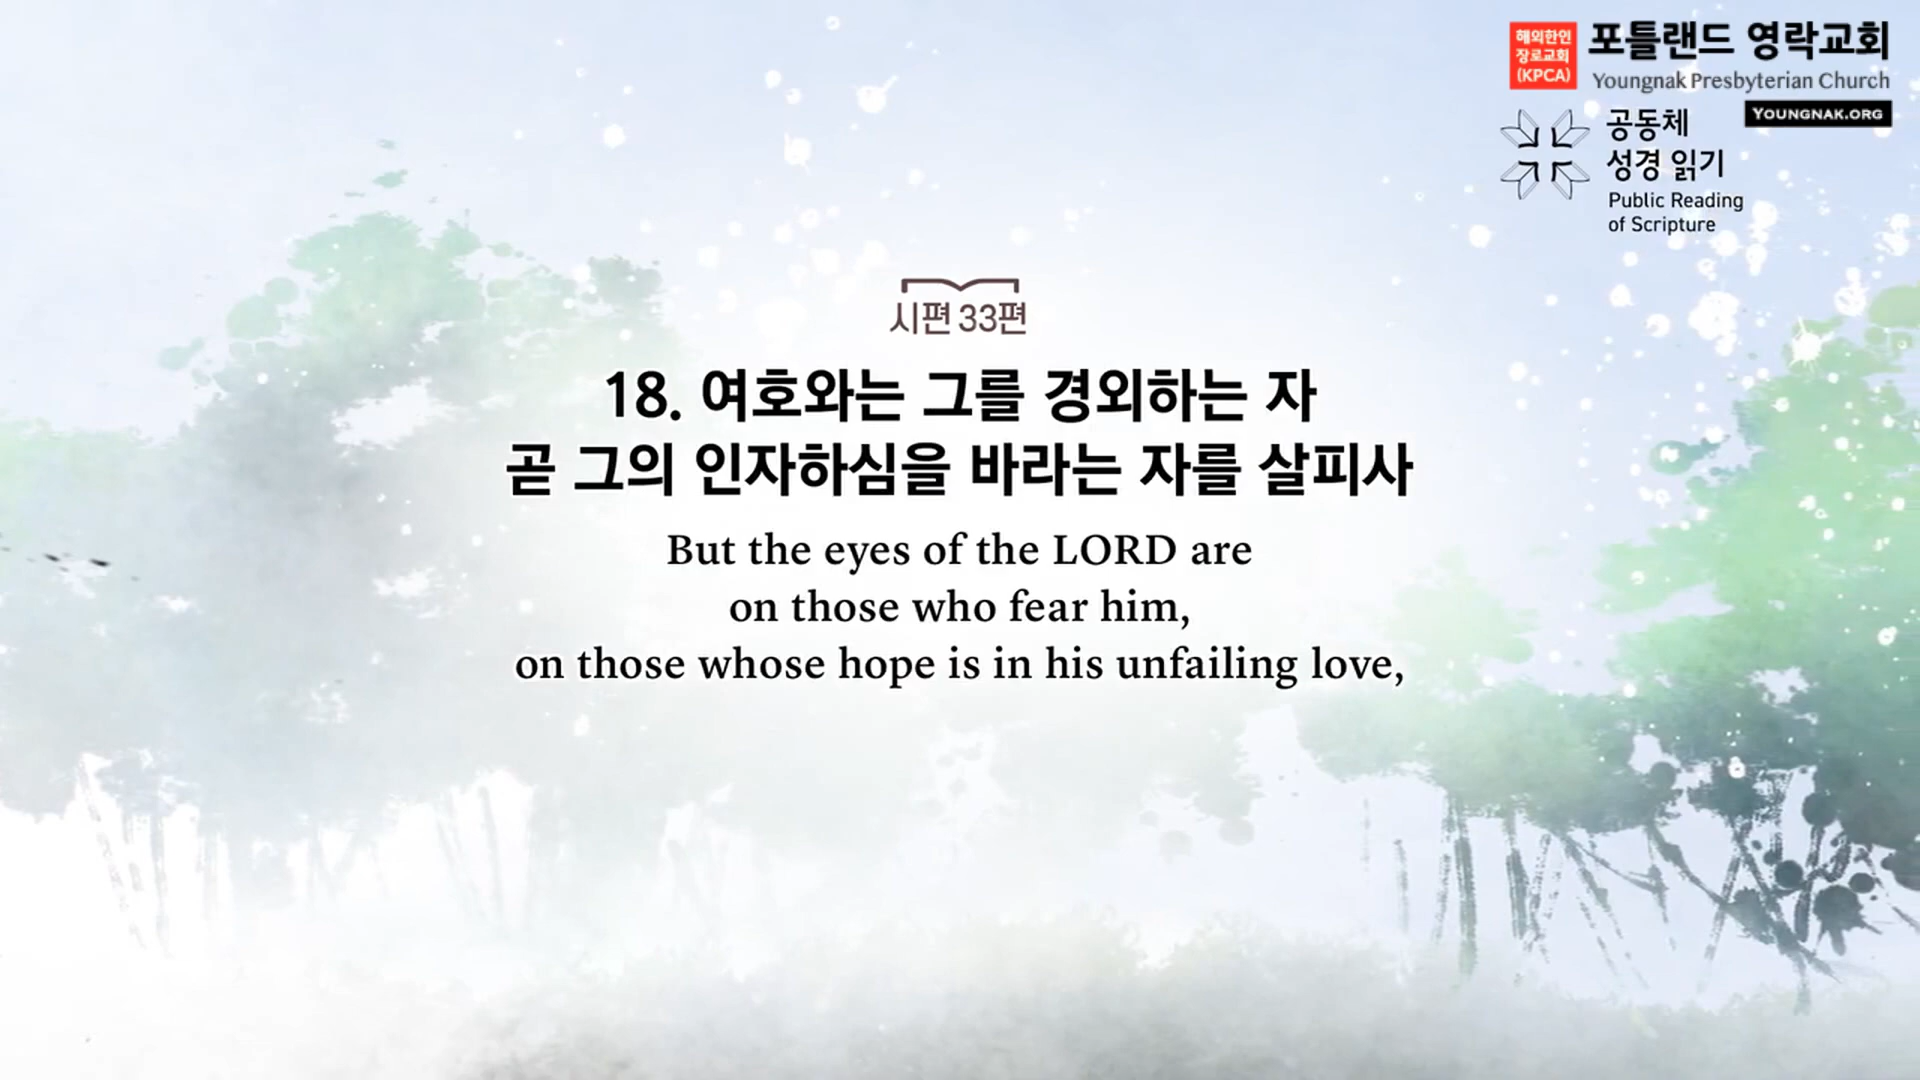 해외한인
장로교회
(KPCA)
포틀랜드 영락교회
Youngnak Presbyterian Church
YOUNGNAK.ORG
공동체
성경 읽기
Public Reading
of Scripture
시편 33편
18. 여호와는 그를 경외하는 자
곧 그의 인자하심을 바라는 자를 살피사
But the eyes of the LORD are
on those who fear him,
on those whose hope is in his unfailing love,